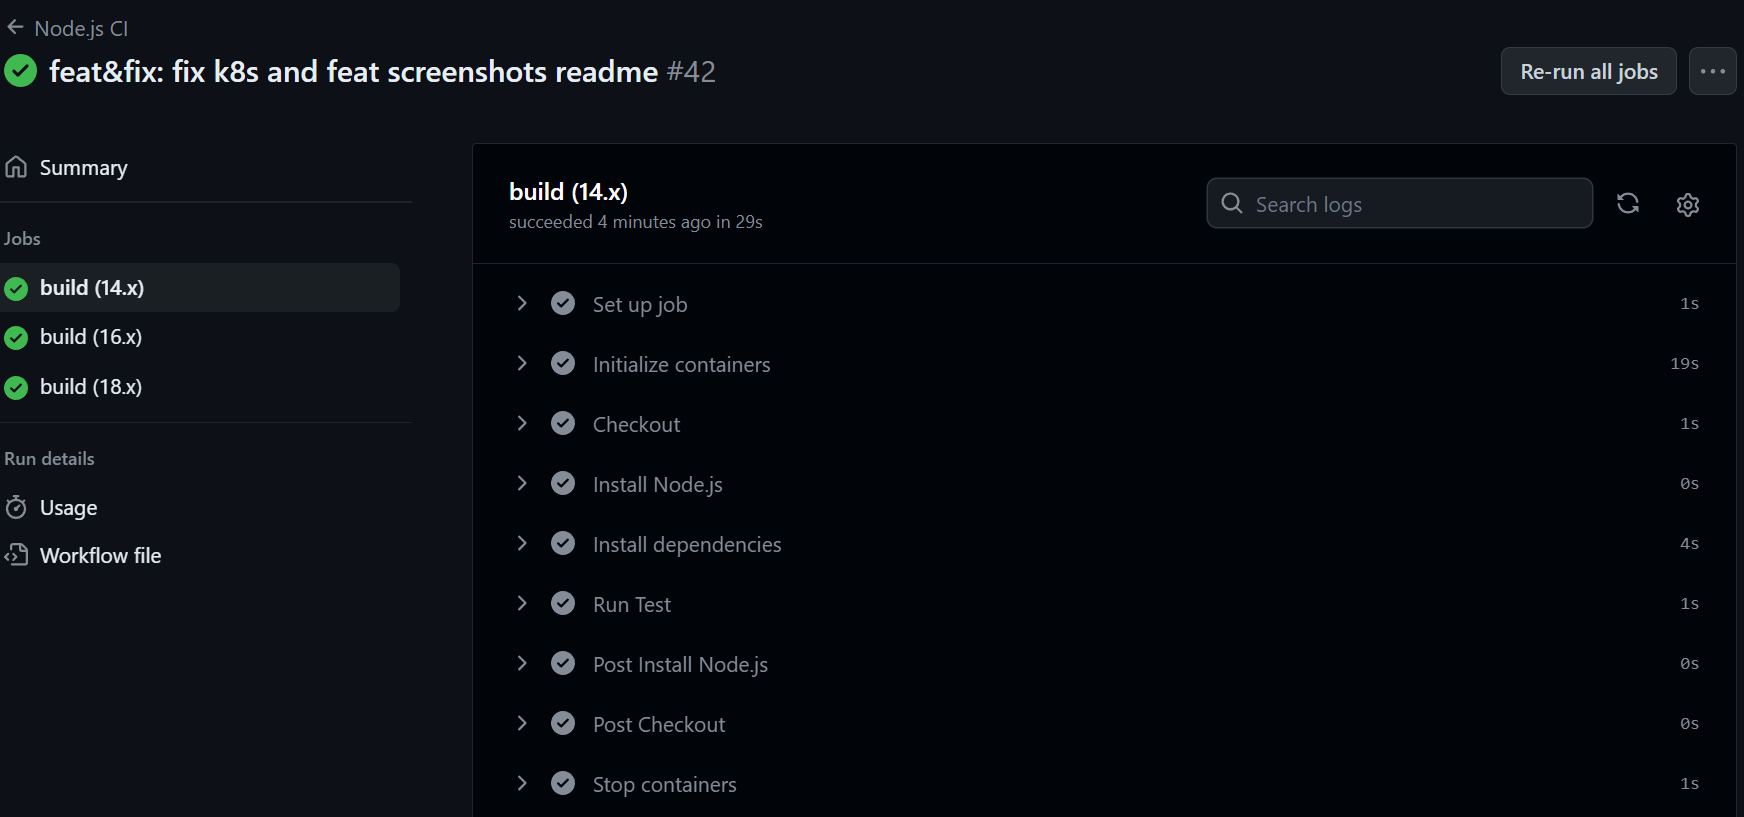 Node.js CI
feat&fix: fix k8s and feat screenshots readme #42
Re-run all jobs
Summary
Jobs
build (14.x)
build (16.x)
build (18.x)
Run details
Usage
Workflow file
build (14.x)
succeeded 4 minutes ago in 29s
Search logs
Set up job 1s
Initialize containers 19s
Checkout 1s
Install Node.js 0s
Install dependencies 4s
Run Test 1s
Post Install Node.js 0s
Post Checkout 0s
Stop containers 1s